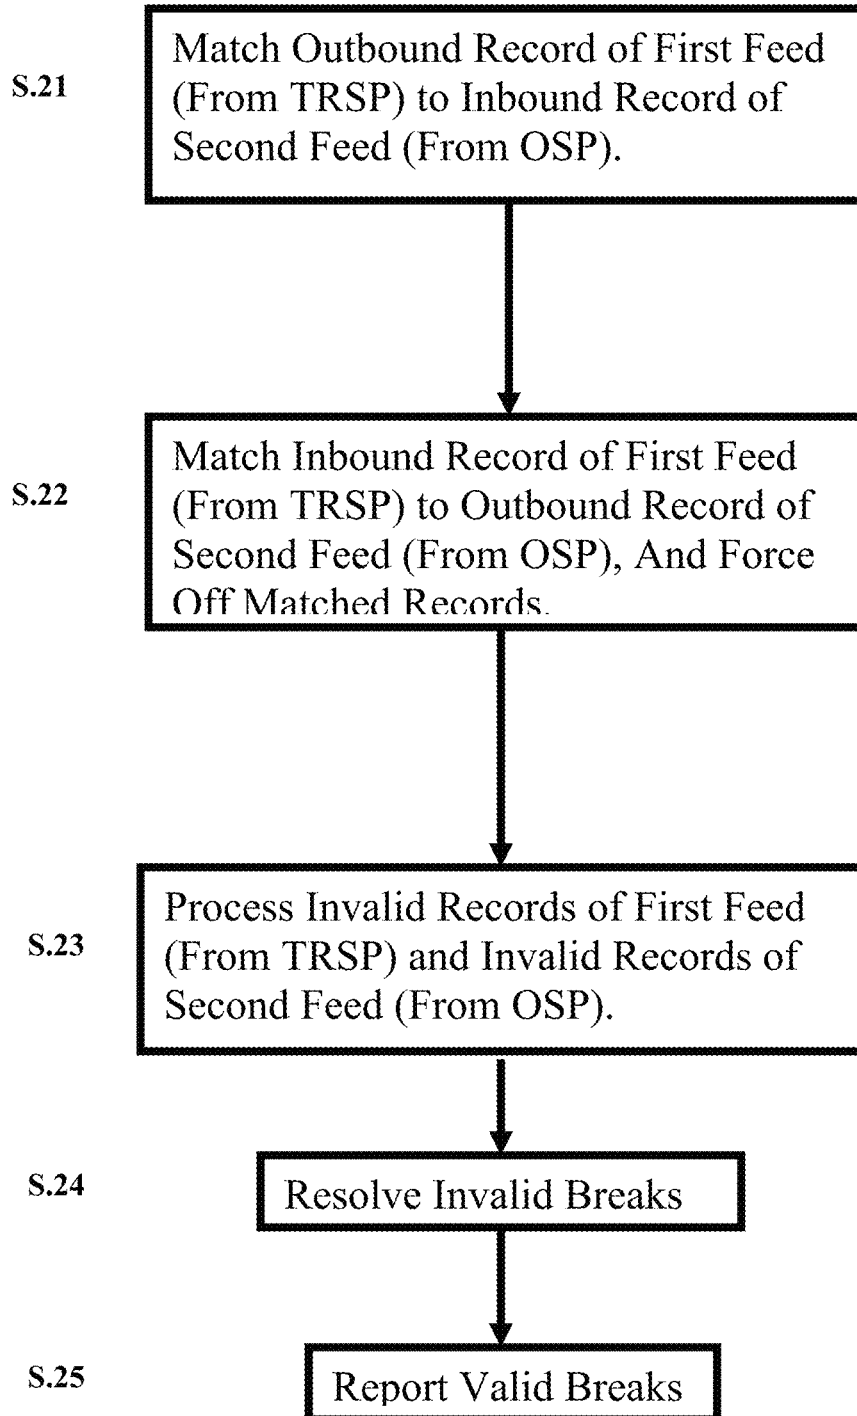 S.21
Match Outbound Record of First Feed
(From TRSP) to Inbound Record of
Second Feed (From OSP).
S.22
Match Inbound Record of First Feed
(From TRSP) to Outbound Record of
Second Feed (From OSP), And Force
Off Matched Records.
S.23
Process Invalid Records of First Feed
(From TRSP) and Invalid Records of
Second Feed (From OSP).
S.24
Resolve Invalid Breaks
S.25
Report Valid Breaks